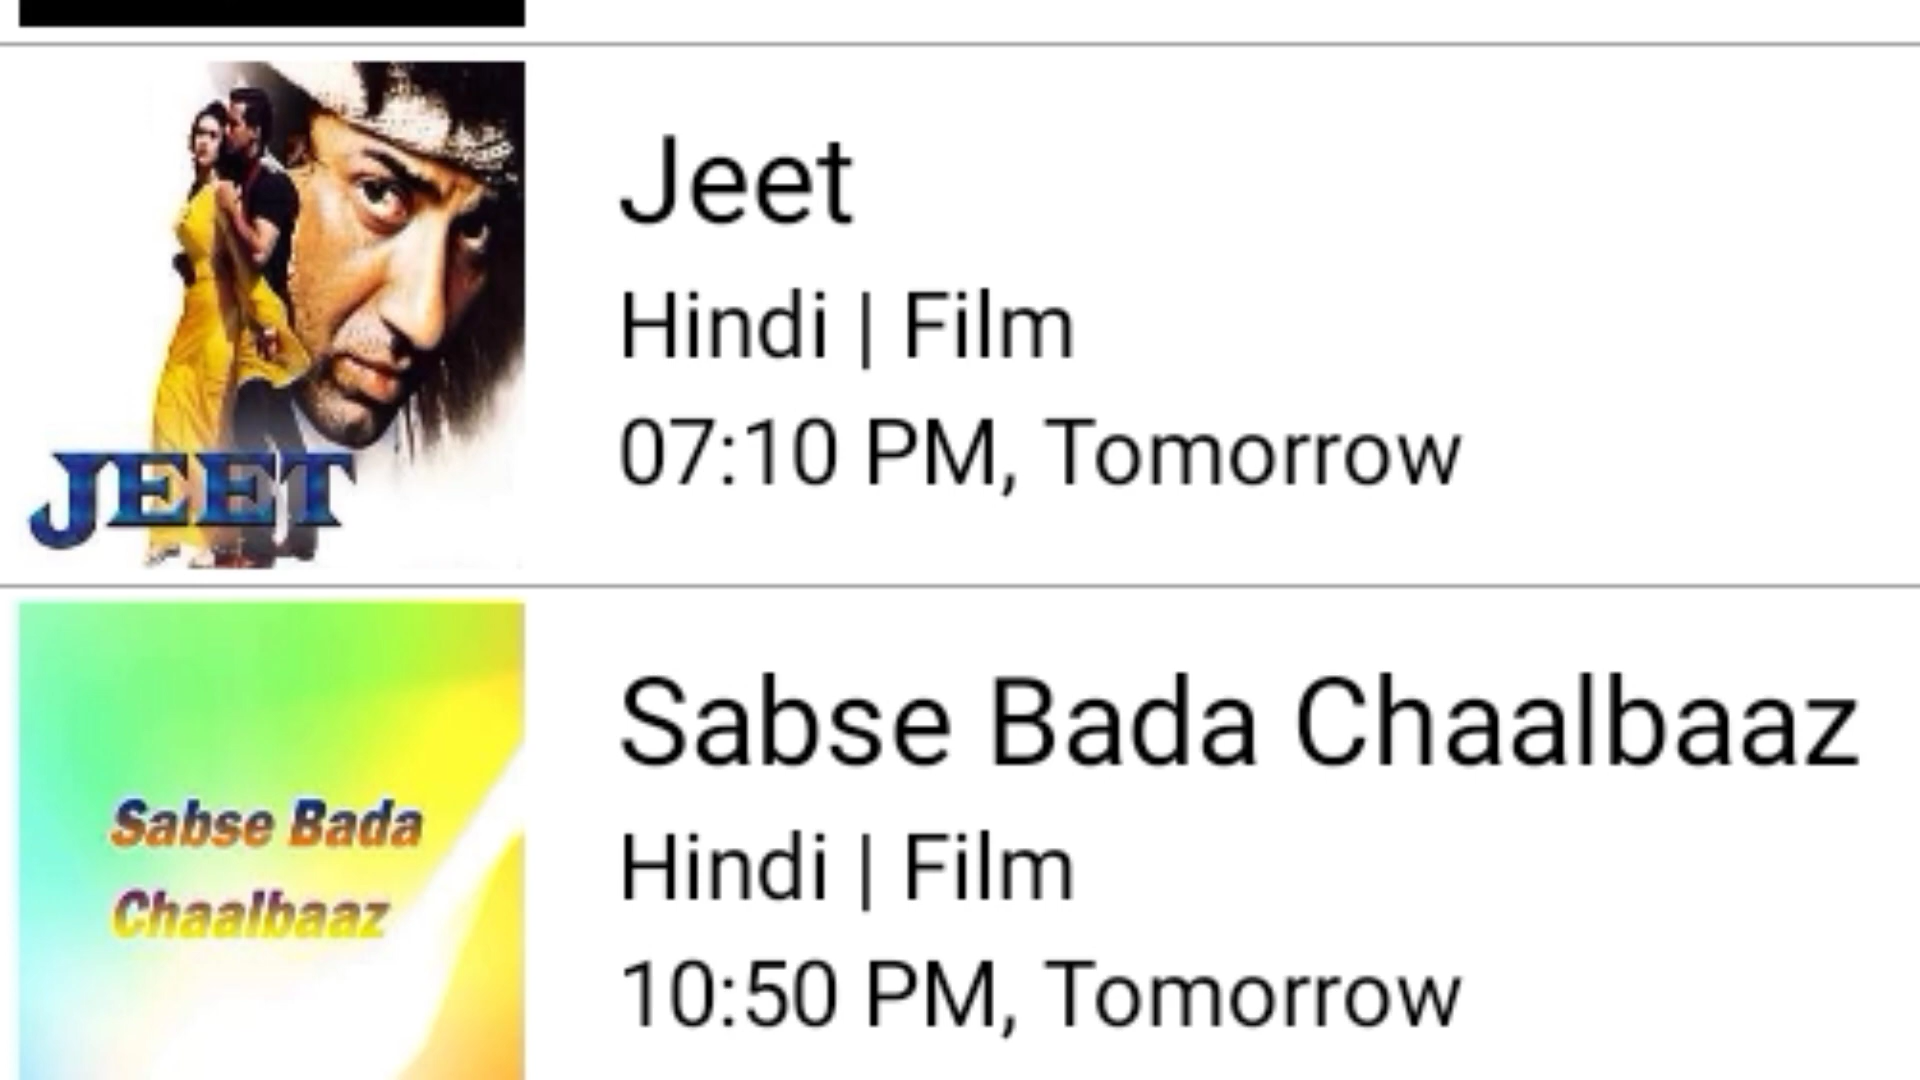 Jeet
Hindi | Film
07:10 PM, Tomorrow
JEET
Sabse Bada Chaalbaaz
Hindi | Film
10:50 PM, Tomorrow
Sabse Bada
Chaalbaaz